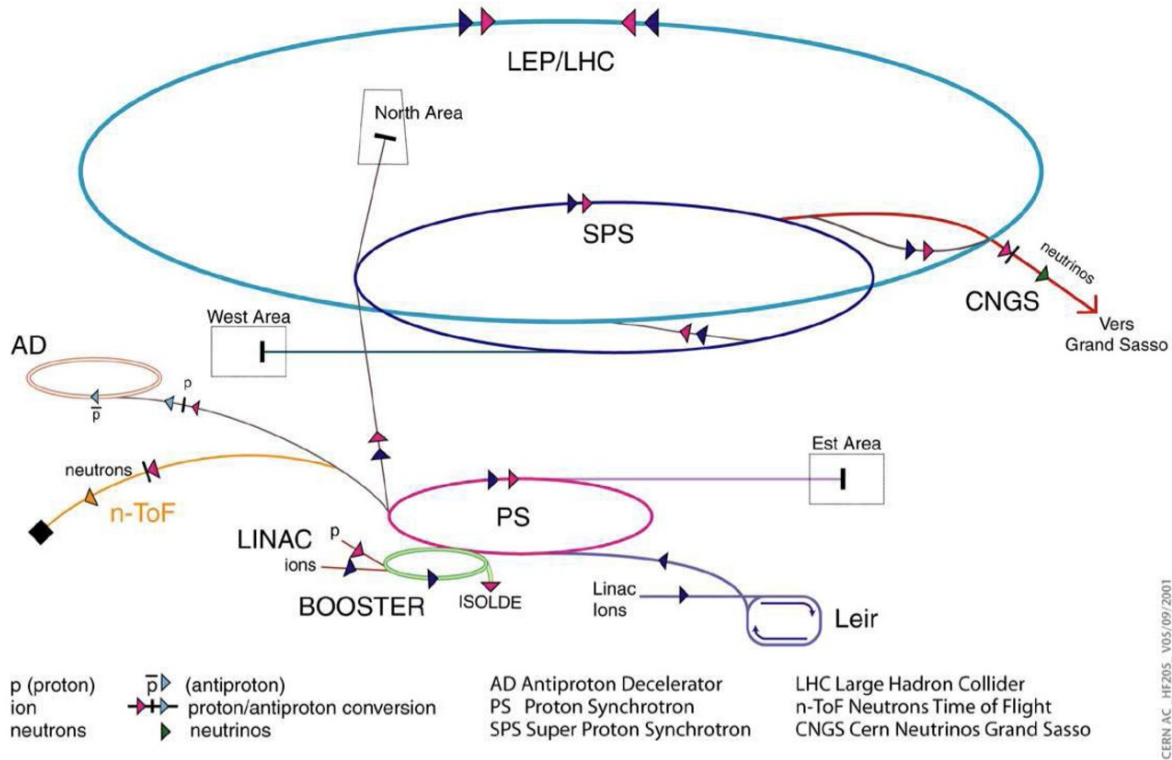 LEP/LHC
North Area
SPS
neutrinos
CNGS
Vers
Grand Sasso
West Area
AD
p
p̅
Est Area
neutrons
n-ToF
PS
LINAC
p
ions
BOOSTER
ISOLDE
Linac
Ions
Leir
p (proton)
ion
neutrons
p̅ (antiproton)
proton/antiproton conversion
neutrinos
AD Antiproton Decelerator
PS Proton Synchrotron
SPS Super Proton Synchrotron
LHC Large Hadron Collider
n-ToF Neutrons Time of Flight
CNGS Cern Neutrinos Grand Sasso
CERN AC _HF205_ V05/09/2001